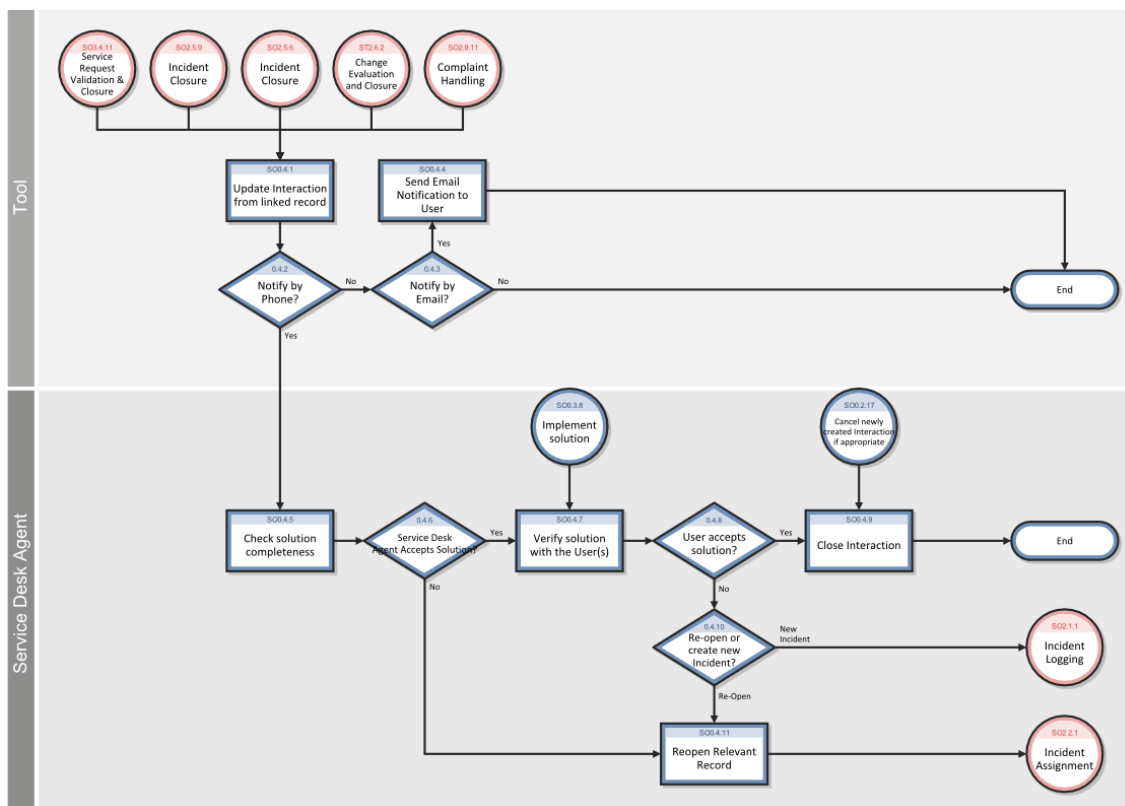 Tool
SO3.4.11
Service
Request
Validation &
Closure
SO2.5.9
Incident
Closure
SO2.5.6
Incident
Closure
ST2.6.2
Change
Evaluation
and Closure
SO2.9.11
Complaint
Handling
SO0.4.1
Update Interaction
from linked record
SO0.4.4
Send Email
Notification to
User
Yes
0.4.2
Notify by
Phone?
No
0.4.3
Notify by
Email?
No
End
Yes
Service Desk Agent
SO0.3.8
Implement
solution
SO0.2.17
Cancel newly
created Interaction
if appropriate
SO0.4.5
Check solution
completeness
0.4.6
Service Desk
Agent Accepts Solution?
Yes
SO0.4.7
Verify solution
with the User(s)
0.4.8
User accepts
solution?
Yes
SO0.4.9
Close Interaction
End
No
No
0.4.10
Re-open or
create new
Incident?
New
Incident
SO2.1.1
Incident
Logging
Re-Open
SO0.4.11
Reopen Relevant
Record
SO2.2.1
Incident
Assignment